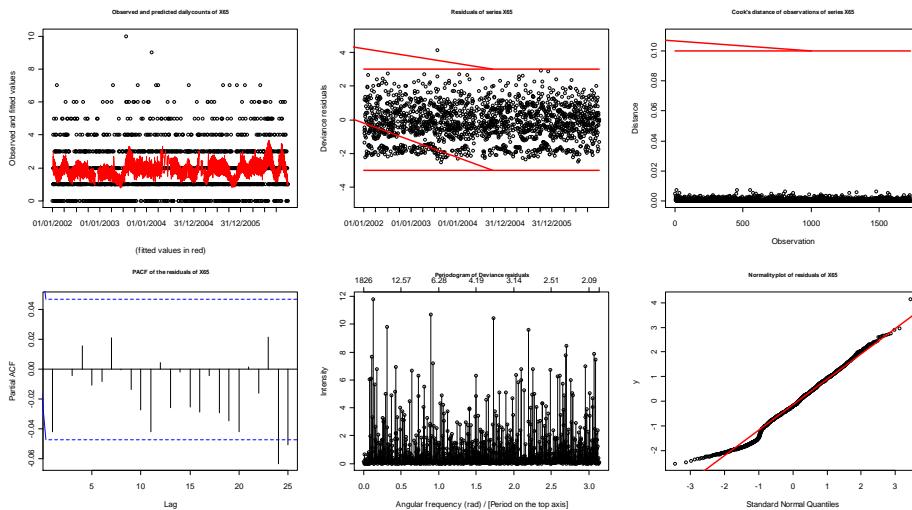 Observed and predicted daily counts of X65
Observed and fitted values
10
8
6
4
2
0
01/01/2002 01/01/2003 01/01/2004 31/12/2004 31/12/2005
(fitted values in red)
Residuals of series X65
Deviance residuals
4
2
0
-2
-4
01/01/2002 01/01/2003 01/01/2004 31/12/2004 31/12/2005
Cook's distance of observations of series X65
Distance
0.10
0.08
0.06
0.04
0.02
0.00
0 500 1000 1500
Observation
PACF of the residuals of X65
Partial ACF
0.04
0.02
0.00
-0.02
-0.04
-0.06
5 10 15 20 25
Lag
Periodogram of Deviance residuals
1826 12.57 6.28 4.19 3.14 2.51 2.09
Intensity
12
10
8
6
4
2
0
0.0 0.5 1.0 1.5 2.0 2.5 3.0
Angular frequency (rad) / [Period on the top axis]
Normality plot of residuals of X65
y
4
3
2
1
0
-1
-2
-3 -2 -1 0 1 2 3
Standard Normal Quantiles